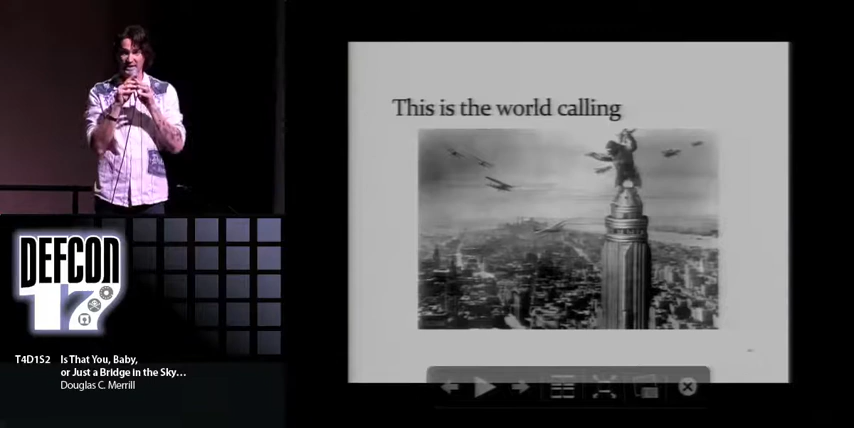 This is the world calling
DEFCON
17
T4D1S2 Is That You, Baby,
or Just a Bridge in the Sky...
Douglas C. Merrill